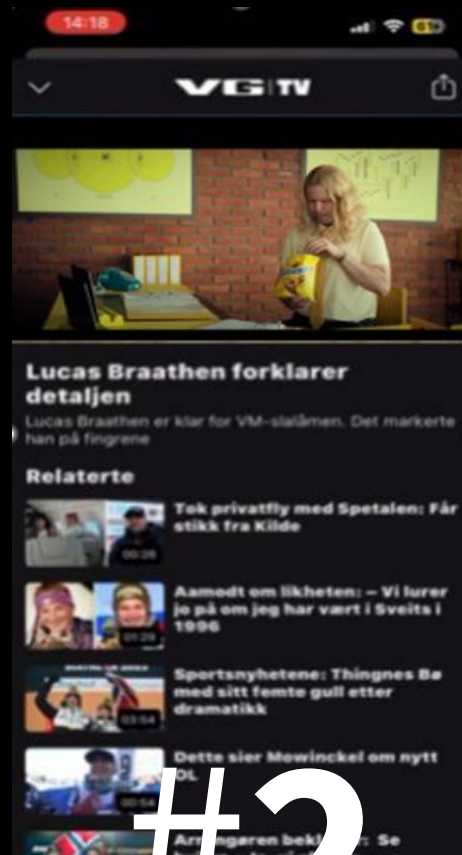 14:18
61
VG TV
Lucas Braathen forklarer
detaljen
Lucas Braathen er klar for VM-slalåmen. Det markerte
han på fingrene
Relaterte
Tok privatfly med Spetalen: Får
stikk fra Kilde
00:28
Aamodt om likheten: – Vi lurer
jo på om jeg har vært i Sveits i
1996
01:29
Sportsnyhetene: Thingnes Bø
med sitt femte gull etter
dramatikk
03:54
Dette sier Mowinckel om nytt
OL
00:54
#2
Se